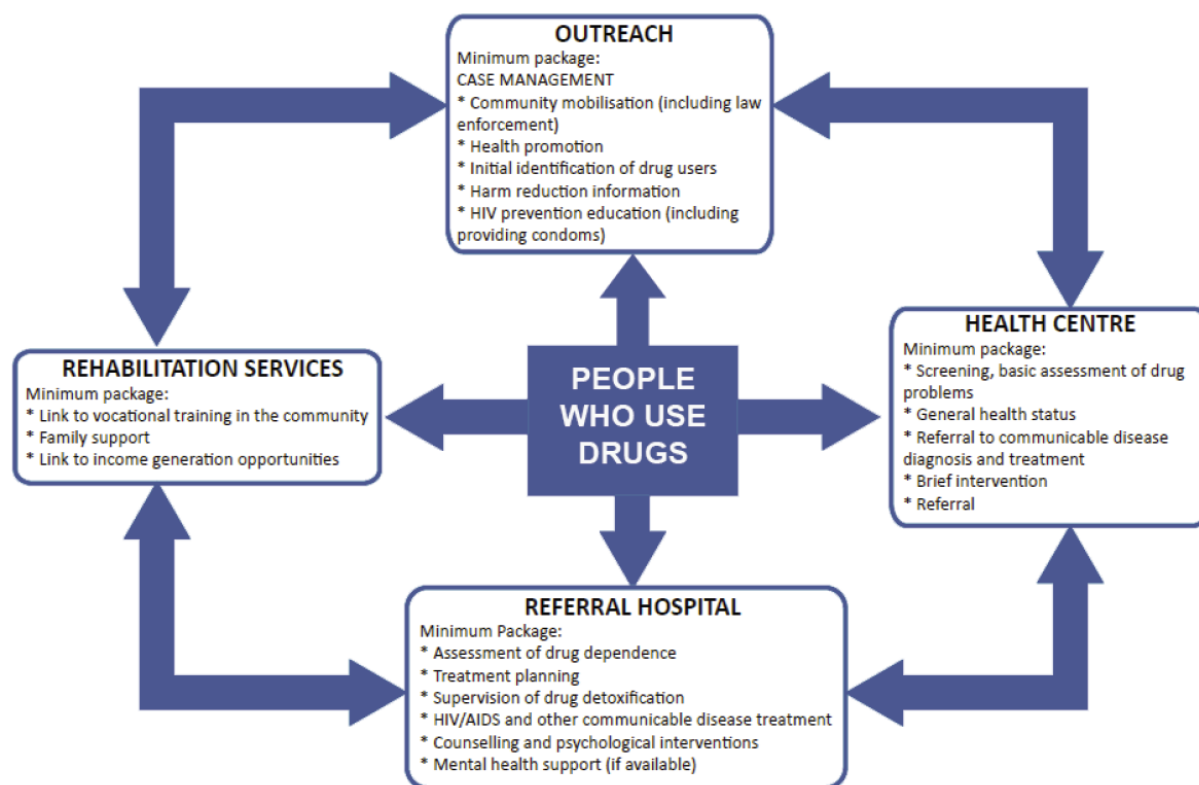 OUTREACH
Minimum package:
CASE MANAGEMENT
* Community mobilisation (including law
enforcement)
* Health promotion
* Initial identification of drug users
* Harm reduction information
* HIV prevention education (including
providing condoms)
REHABILITATION SERVICES
Minimum package:
* Link to vocational training in the community
* Family support
* Link to income generation opportunities
PEOPLE
WHO USE
DRUGS
HEALTH CENTRE
Minimum package:
* Screening, basic assessment of drug
problems
* General health status
* Referral to communicable disease
diagnosis and treatment
* Brief intervention
* Referral
REFERRAL HOSPITAL
Minimum Package:
* Assessment of drug dependence
* Treatment planning
* Supervision of drug detoxification
* HIV/AIDS and other communicable disease treatment
* Counselling and psychological interventions
* Mental health support (if available)